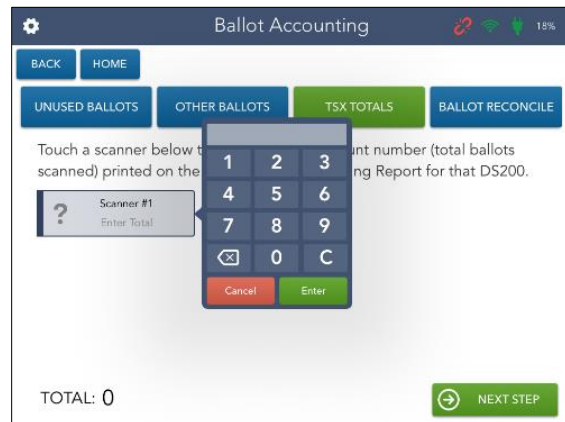 Ballot Accounting
18%
BACK HOME
UNUSED BALLOTS OTHER BALLOTS TSX TOTALS BALLOT RECONCILE
Touch a scanner below t unt number (total ballots
scanned) printed on the ng Report for that DS200.
? Scanner #1
Enter Total
1 2 3
4 5 6
7 8 9
0 C
Cancel Enter
TOTAL: 0
NEXT STEP